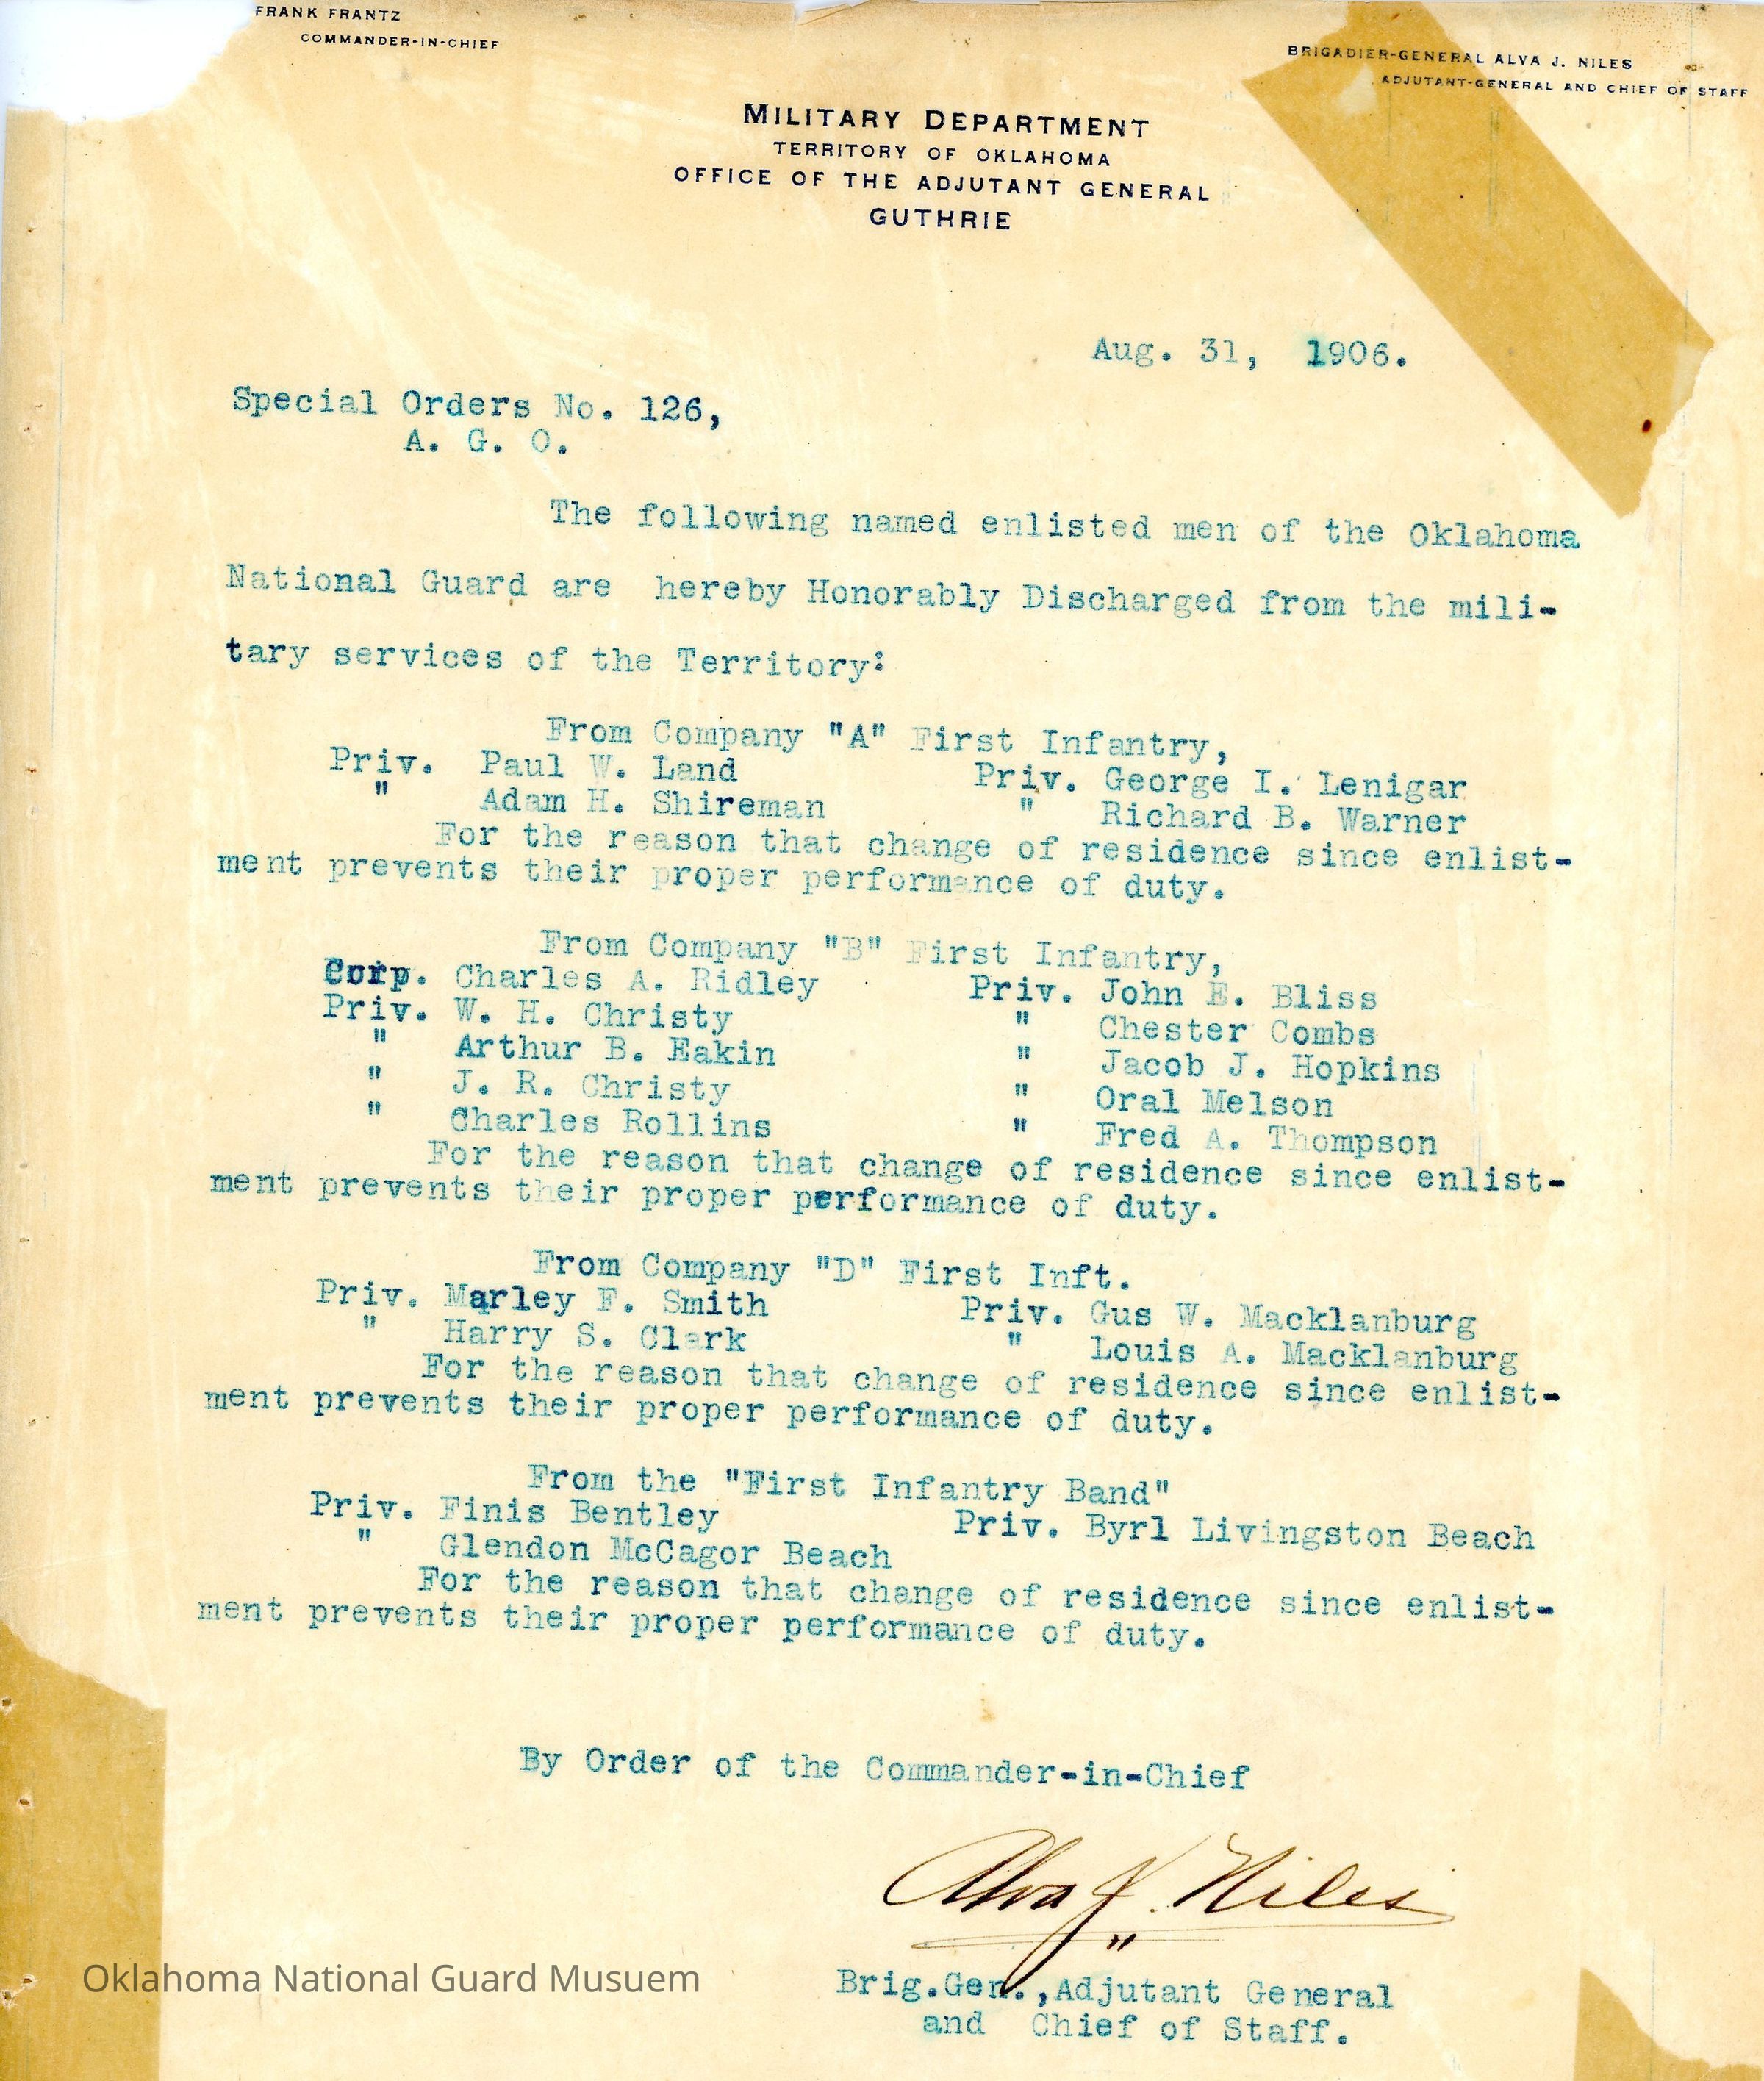 FRANK FRANTZ
COMMANDER-IN-CHIEF
BRIGADIER-GENERAL ALVA J. NILES
ADJUTANT-GENERAL AND CHIEF OF STAFF
MILITARY DEPARTMENT
TERRITORY OF OKLAHOMA
OFFICE OF THE ADJUTANT GENERAL
GUTHRIE
Aug. 31, 1906.
Special Orders No. 126,
A. G. O.
The following named enlisted men of the Oklahoma
National Guard are hereby Honorably Discharged from the mili-
tary services of the Territory:
From Company "A" First Infantry,
Priv. Paul W. Land Priv. George I. Lenigar
" Adam H. Shireman " Richard B. Warner
For the reason that change of residence since enlist-
ment prevents their proper performance of duty.
From Company "B" First Infantry,
Corp. Charles A. Ridley Priv. John E. Bliss
Priv. W. H. Christy " Chester Combs
" Arthur B. Eakin " Jacob J. Hopkins
" J. R. Christy " Oral Melson
" Charles Rollins " Fred A. Thompson
For the reason that change of residence since enlist-
ment prevents their proper performance of duty.
From Company "D" First Inft.
Priv. Marley F. Smith Priv. Gus W. Macklanburg
" Harry S. Clark " Louis A. Macklanburg
For the reason that change of residence since enlist-
ment prevents their proper performance of duty.
From the "First Infantry Band"
Priv. Finis Bentley Priv. Byrl Livingston Beach
" Glendon McCagor Beach
For the reason that change of residence since enlist-
ment prevents their proper performance of duty.
By Order of the Commander-in-Chief
Alva J. Niles
Brig.Gen.,Adjutant General
and Chief of Staff.
Oklahoma National Guard Musuem